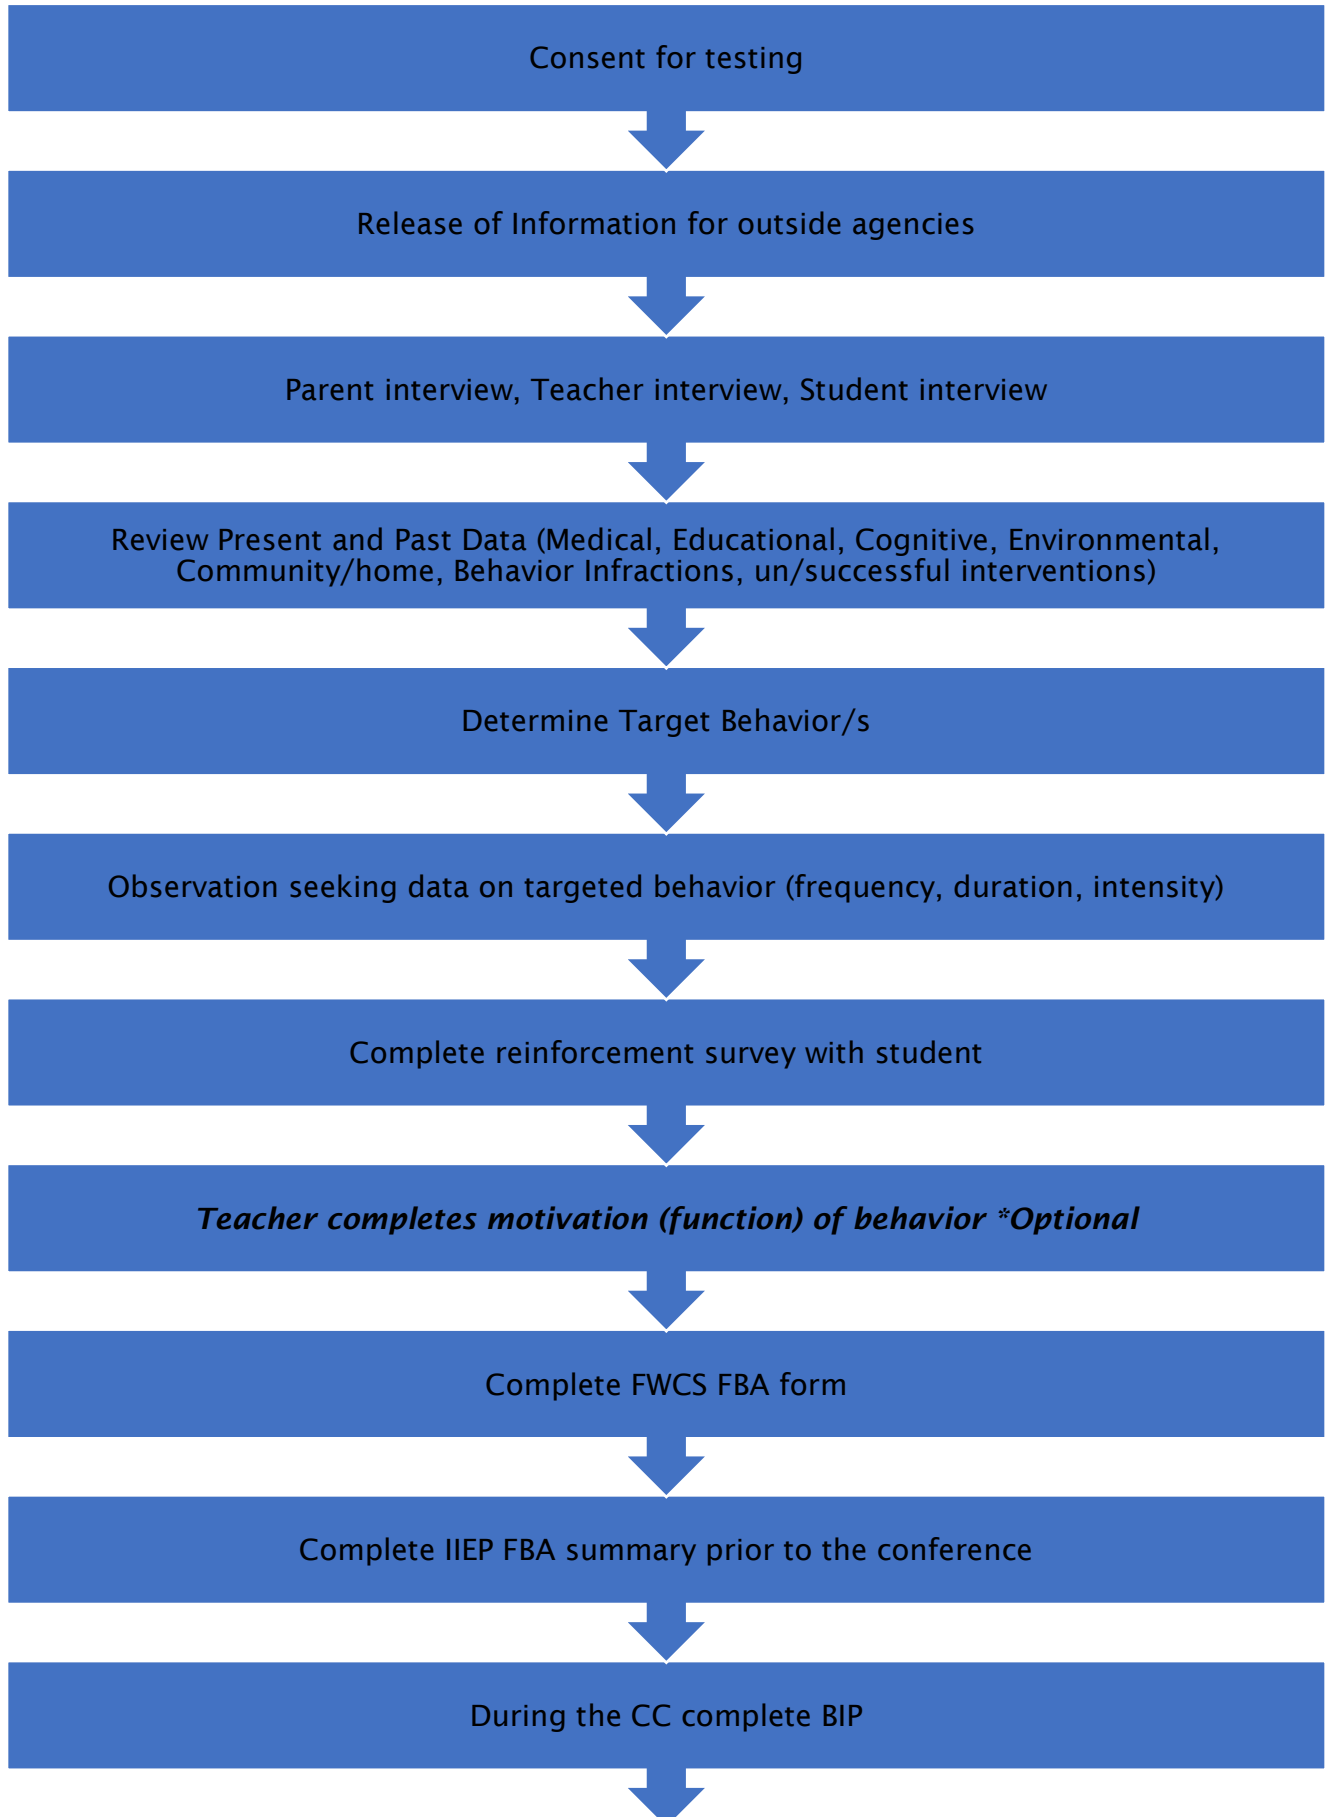 Consent for testing
Release of Information for outside agencies
Parent interview, Teacher interview, Student interview
Review Present and Past Data (Medical, Educational, Cognitive, Environmental,
Community/home, Behavior Infractions, un/successful interventions)
Determine Target Behavior/s
Observation seeking data on targeted behavior (frequency, duration, intensity)
Complete reinforcement survey with student
Teacher completes motivation (function) of behavior *Optional
Complete FWCS FBA form
Complete IIEP FBA summary prior to the conference
During the CC complete BIP